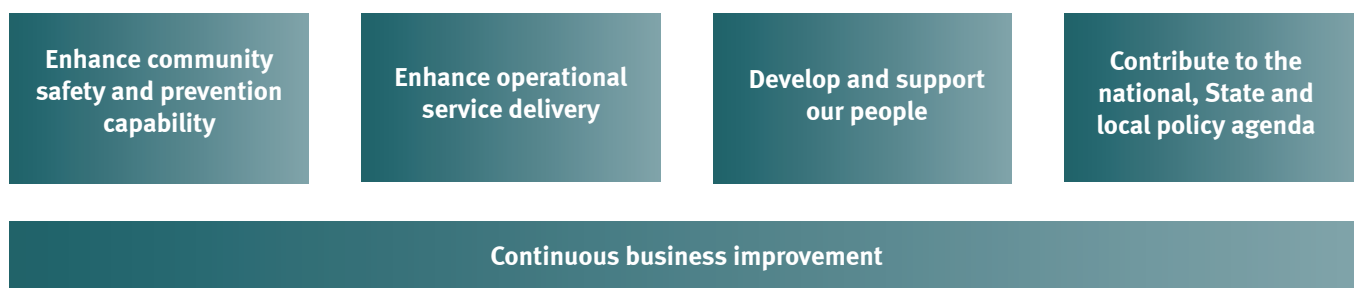 Enhance community
safety and prevention
capability
Enhance operational
service delivery
Develop and support
our people
Contribute to the
national, State and
local policy agenda
Continuous business improvement